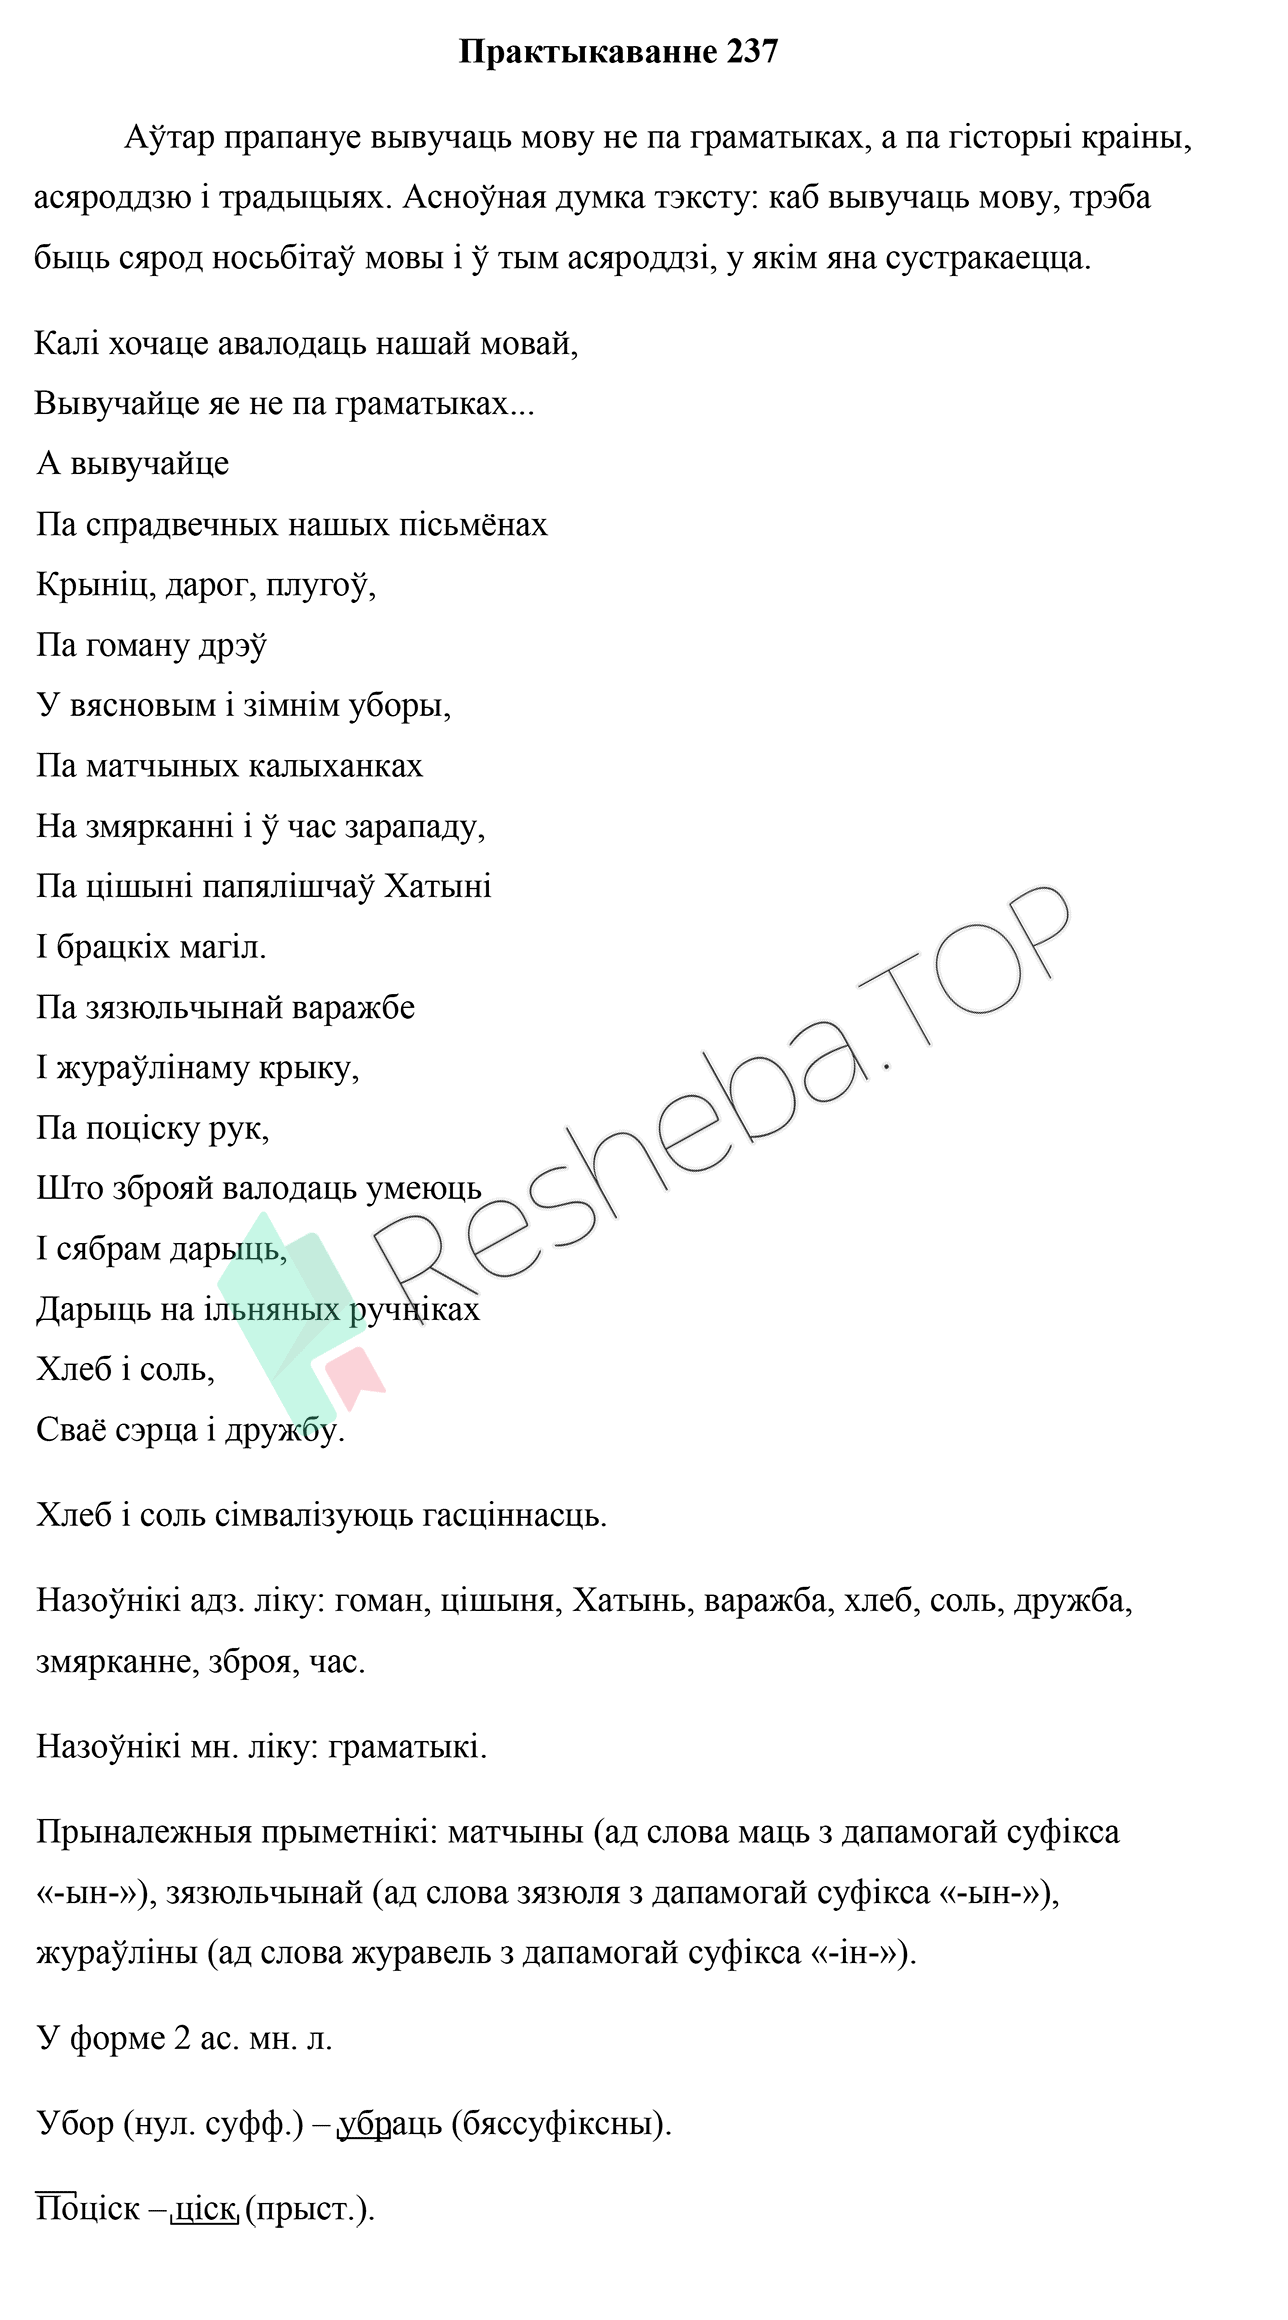 Практыкаванне 237
Аўтар прапануе вывучаць мову не па граматыках, а па гісторыі краіны,
асяроддзю і традыцыях. Асноўная думка тэксту: каб вывучаць мову, трэба
быць сярод носьбітаў мовы і ў тым асяроддзі, у якім яна сустракаецца.
Калі хочаце авалодаць нашай мовай,
Вывучайце яе не па граматыках...
А вывучайце
Па спрадвечных нашых пісьмёнах
Крыніц, дарог, плугоў,
Па гоману дрэў
У вясновым і зімнім уборы,
Па матчыных калыханках
На змярканні і ў час зарападу,
Па цішыні папялішчаў Хатыні
І брацкіх магіл.
Па зязюльчынай варажбе
І жураўлінаму крыку,
Па поціску рук,
Што зброяй валодаць умеюць
І сябрам дарыць,
Дарыць на ільняных ручніках
Хлеб і соль,
Сваё сэрца і дружбу.
Resheba.TOP
Хлеб і соль сімвалізуюць гасціннасць.
Назоўнікі адз. ліку: гоман, цішыня, Хатынь, варажба, хлеб, соль, дружба,
змярканне, зброя, час.
Назоўнікі мн. ліку: граматыкі.
Прыналежныя прыметнікі: матчыны (ад слова маць з дапамогай суфікса
«-ын-»), зязюльчынай (ад слова зязюля з дапамогай суфікса «-ын-»),
жураўліны (ад слова журавель з дапамогай суфікса «-ін-»).
У форме 2 ас. мн. л.
Убор (нул. суфф.) – убраць (бяссуфіксны).
Поціск – ціск (прыст.).